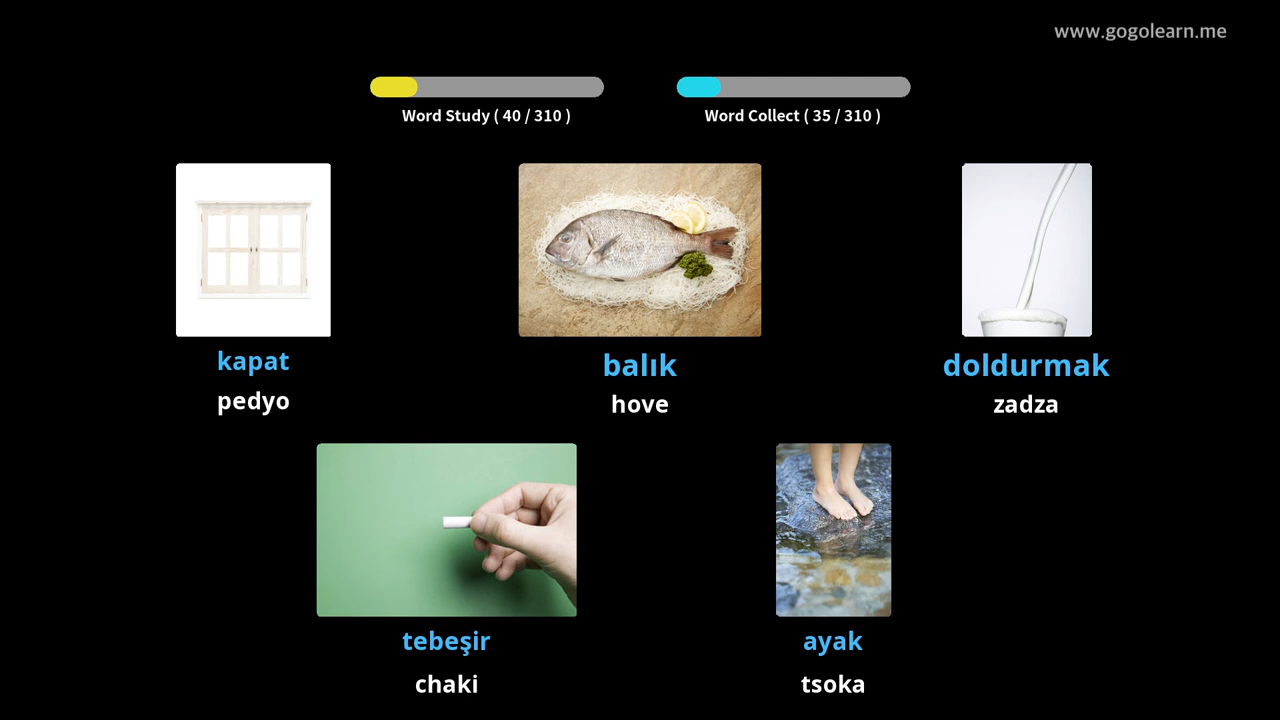 www.gogolearn.me
Word Study ( 40 / 310 )
Word Collect ( 35 / 310 )
kapat
pedyo
balık
hove
doldurmak
zadza
tebeşir
chaki
ayak
tsoka